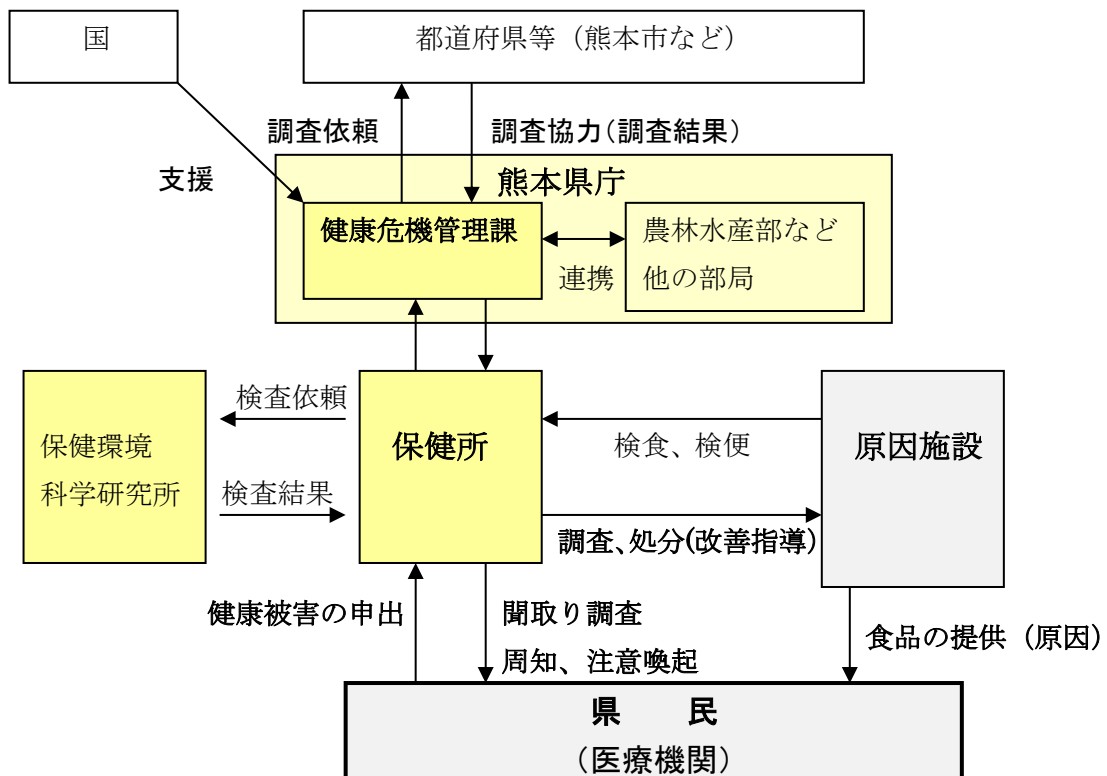 国
都道府県等（熊本市など）
調査依頼
調査協力（調査結果）
支援
熊本県庁
健康危機管理課
連携
農林水産部など
他の部局
保健環境
科学研究所
検査依頼
検査結果
保健所
検食、検便
調査、処分(改善指導)
原因施設
健康被害の申出
聞取り調査
周知、注意喚起
食品の提供（原因）
県　　民
（医療機関）